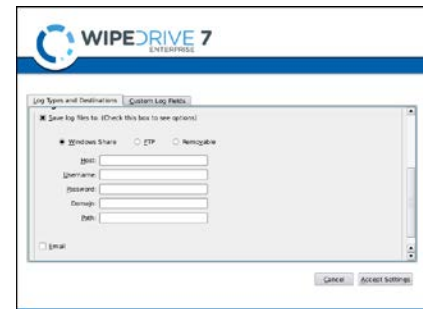 WIPEDRIVE 7
ENTERPRISE
Log Types and Destinations
Custom Log Fields
Save log files to: (Check this box to see options)
Windows Share
FTP
Removable
Host:
Username:
Password:
Domain:
Path:
Email
Cancel
Accept Settings